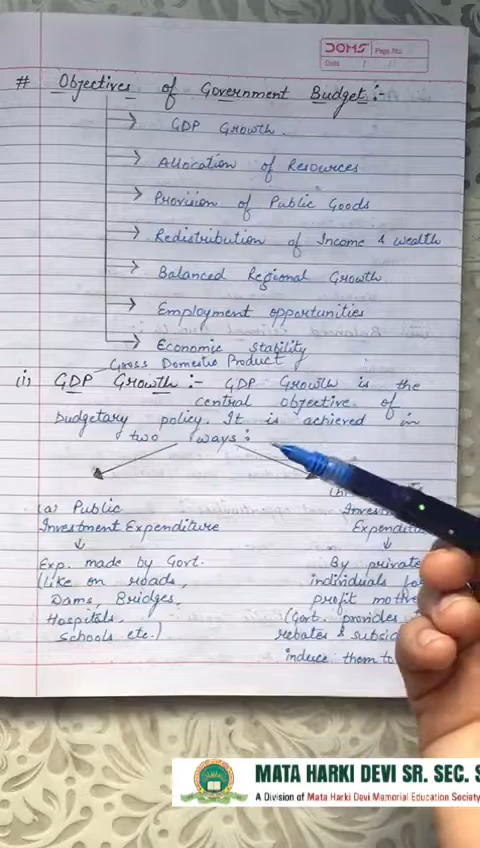 DOMS Page No.
Date / /
# Objectives of Government Budget :-
→ GDP Growth.
→ Allocation of Resources
→ Provision of Public Goods
→ Redistribution of Income & wealth
→ Balanced Regional Growth
→ Employment opportunities
→ Economic Stability
Gross Domestic Product
(i) GDP Growth :- GDP Growth is the
central objective of
budgetary policy. It is achieved in
two ways :
(a) Public
Investment Expenditure
↓
Exp. made by Govt.
(like on roads,
Dams, Bridges,
Hospitals,
Schools etc.)
Expendit
↓
By private
individuals fo
profit motive
(Govt. provides
rebates & subsid
induce them to
MATA HARKI DEVI SR. SEC. S
A Division of Mata Harki Devi Memorial Education Society